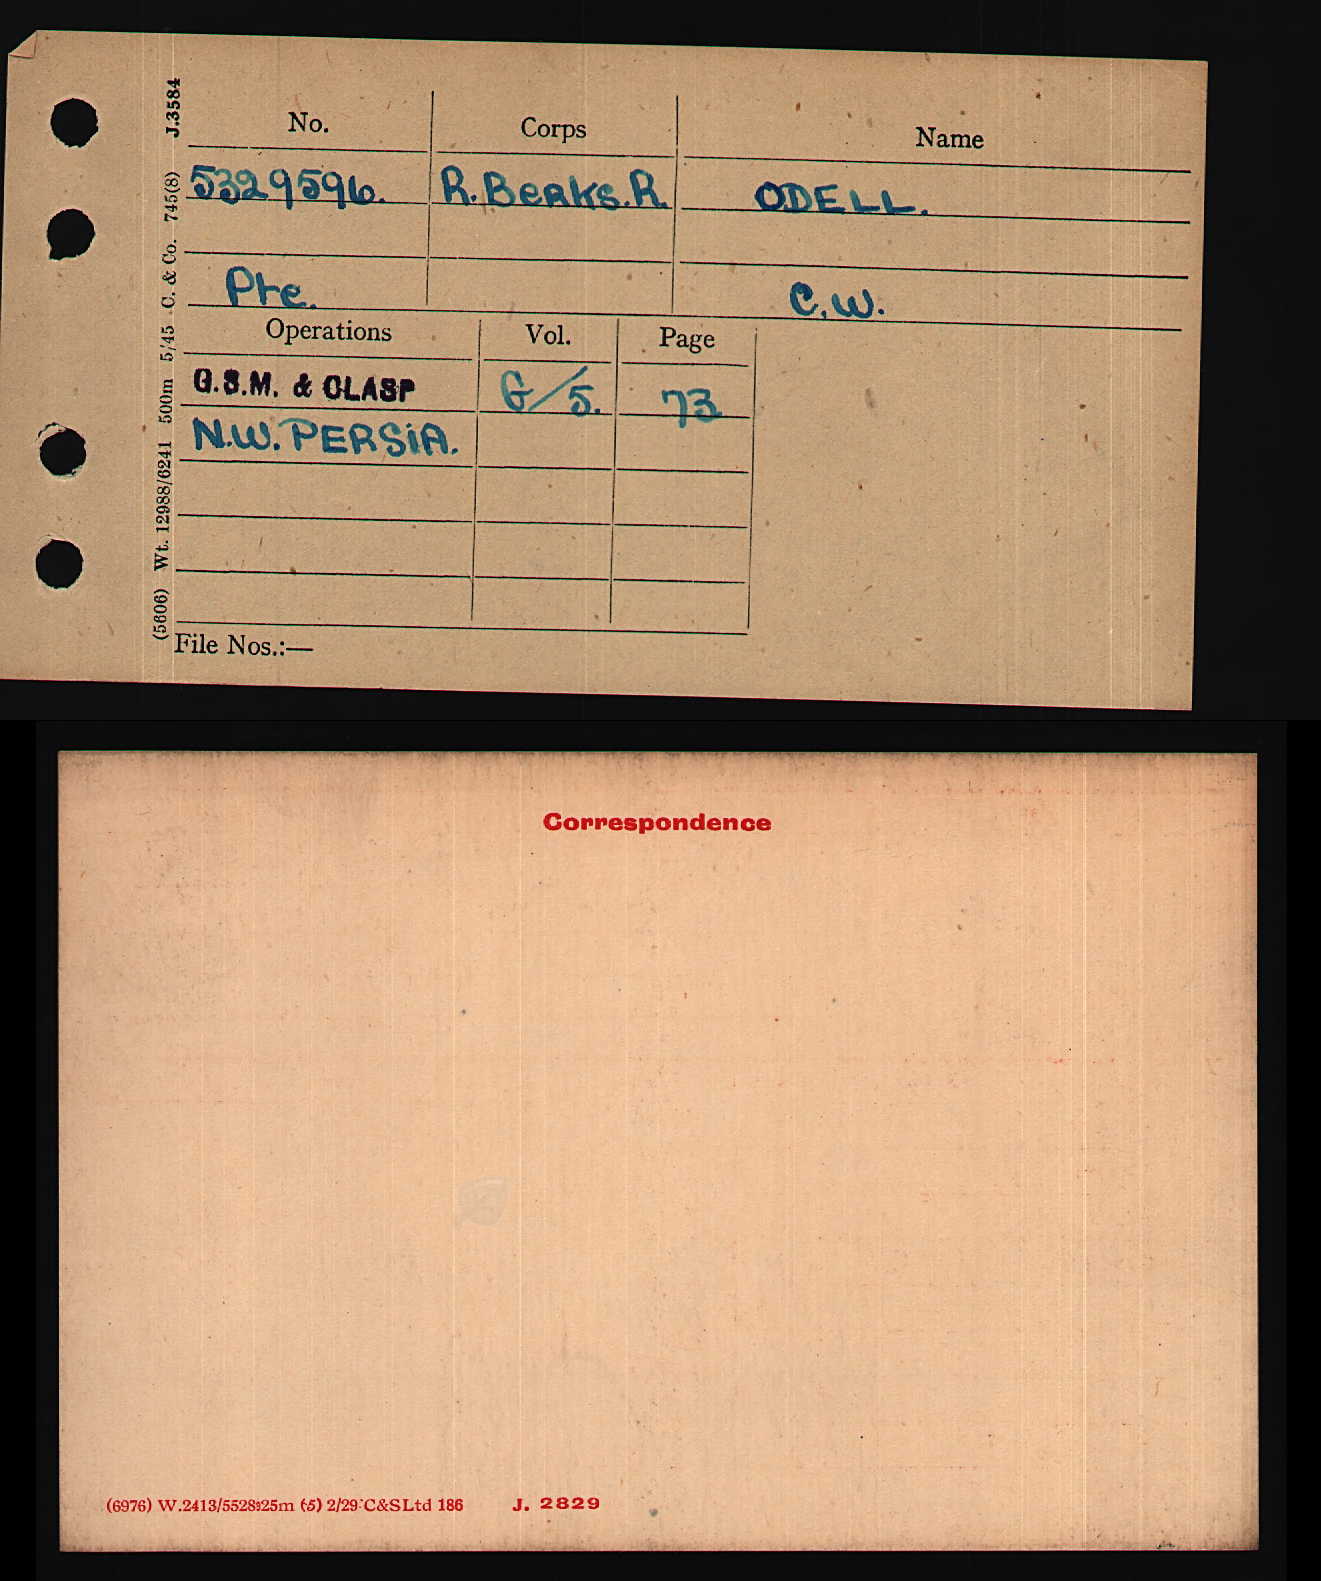 No. Corps Name
5329596. R.Berks.R. ODELL.
Pte. C.W.
Operations Vol. Page
G.S.M. & CLASP G/5. 73
N.W. PERSIA.
File Nos.:—
(5606) Wt. 12988/6241 500m 5/45 C. & Co. 745(8) J.3584
Correspondence
(6976) W.2413/5528 25m (5) 2/29 C&S Ltd 186 J. 2829